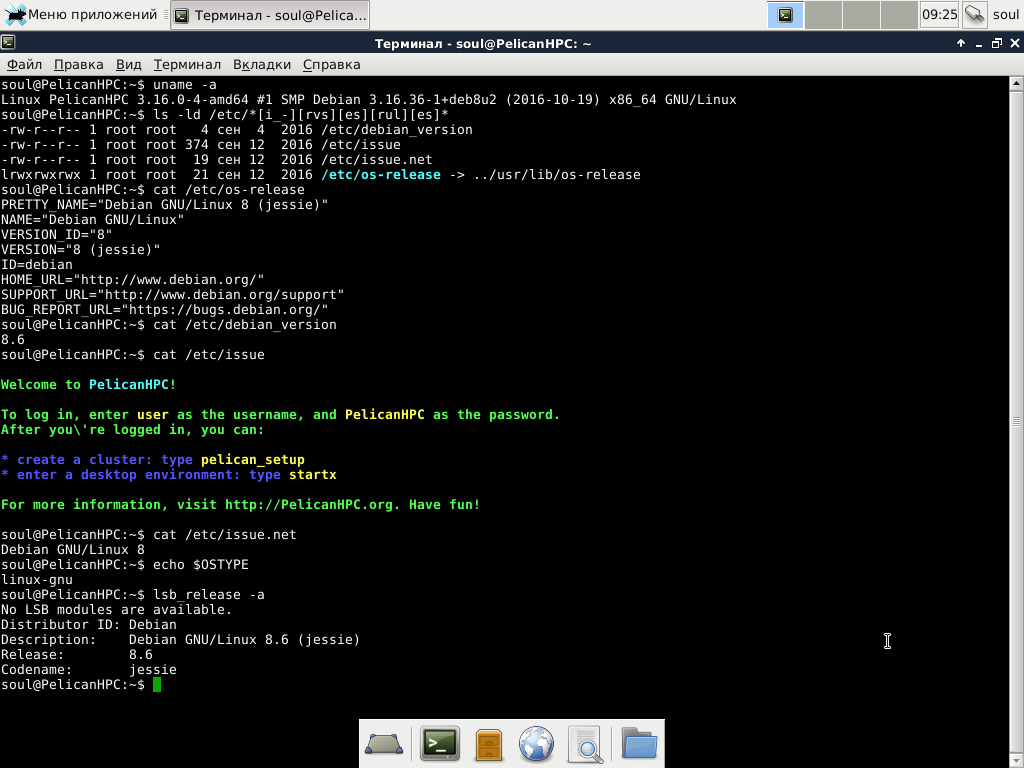 Меню приложений
Терминал - soul@Pelica...
09:25
soul
Терминал - soul@PelicanHPC: ~
Файл Правка Вид Терминал Вкладки Справка
soul@PelicanHPC:~$ uname -a
Linux PelicanHPC 3.16.0-4-amd64 #1 SMP Debian 3.16.36-1+deb8u2 (2016-10-19) x86_64 GNU/Linux
soul@PelicanHPC:~$ ls -ld /etc/*[i_-][rvs][es][rul][es]*
-rw-r--r-- 1 root root   4 сен  4  2016 /etc/debian_version
-rw-r--r-- 1 root root 374 сен 12  2016 /etc/issue
-rw-r--r-- 1 root root  19 сен 12  2016 /etc/issue.net
lrwxrwxrwx 1 root root  21 сен 12  2016 /etc/os-release -> ../usr/lib/os-release
soul@PelicanHPC:~$ cat /etc/os-release
PRETTY_NAME="Debian GNU/Linux 8 (jessie)"
NAME="Debian GNU/Linux"
VERSION_ID="8"
VERSION="8 (jessie)"
ID=debian
HOME_URL="http://www.debian.org/"
SUPPORT_URL="http://www.debian.org/support"
BUG_REPORT_URL="https://bugs.debian.org/"
soul@PelicanHPC:~$ cat /etc/debian_version
8.6
soul@PelicanHPC:~$ cat /etc/issue
Welcome to PelicanHPC!
To log in, enter user as the username, and PelicanHPC as the password.
After you\'re logged in, you can:
* create a cluster: type pelican_setup
* enter a desktop environment: type startx
For more information, visit http://PelicanHPC.org. Have fun!
soul@PelicanHPC:~$ cat /etc/issue.net
Debian GNU/Linux 8
soul@PelicanHPC:~$ echo $OSTYPE
linux-gnu
soul@PelicanHPC:~$ lsb_release -a
No LSB modules are available.
Distributor ID: Debian
Description:    Debian GNU/Linux 8.6 (jessie)
Release:        8.6
Codename:       jessie
soul@PelicanHPC:~$